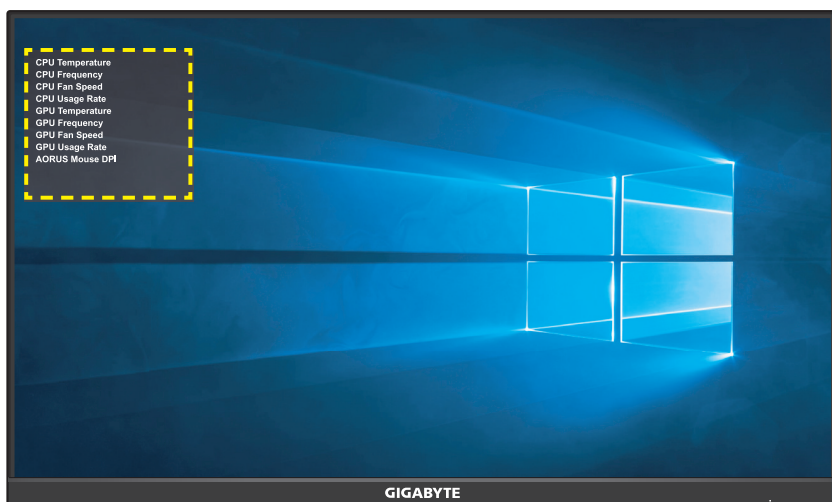 CPU Temperature
CPU Frequency
CPU Fan Speed
CPU Usage Rate
GPU Temperature
GPU Frequency
GPU Fan Speed
GPU Usage Rate
AORUS Mouse DPI
GIGABYTE